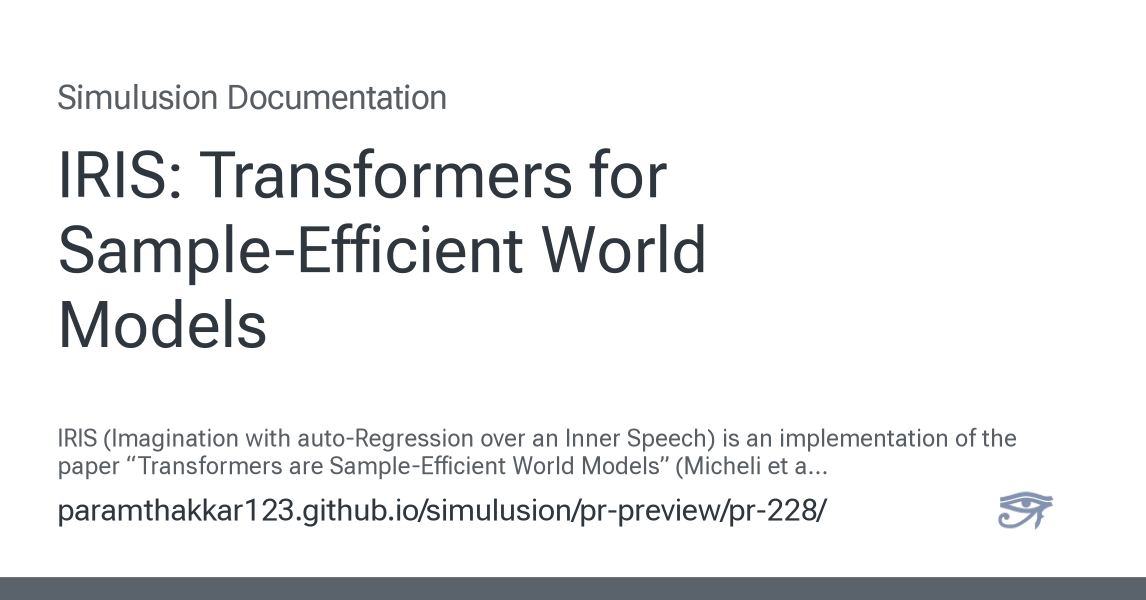 Simulusion Documentation
IRIS: Transformers for
Sample-Efficient World
Models
IRIS (Imagination with auto-Regression over an Inner Speech) is an implementation of the
paper “Transformers are Sample-Efficient World Models” (Micheli et a...
paramthakkar123.github.io/simulusion/pr-preview/pr-228/